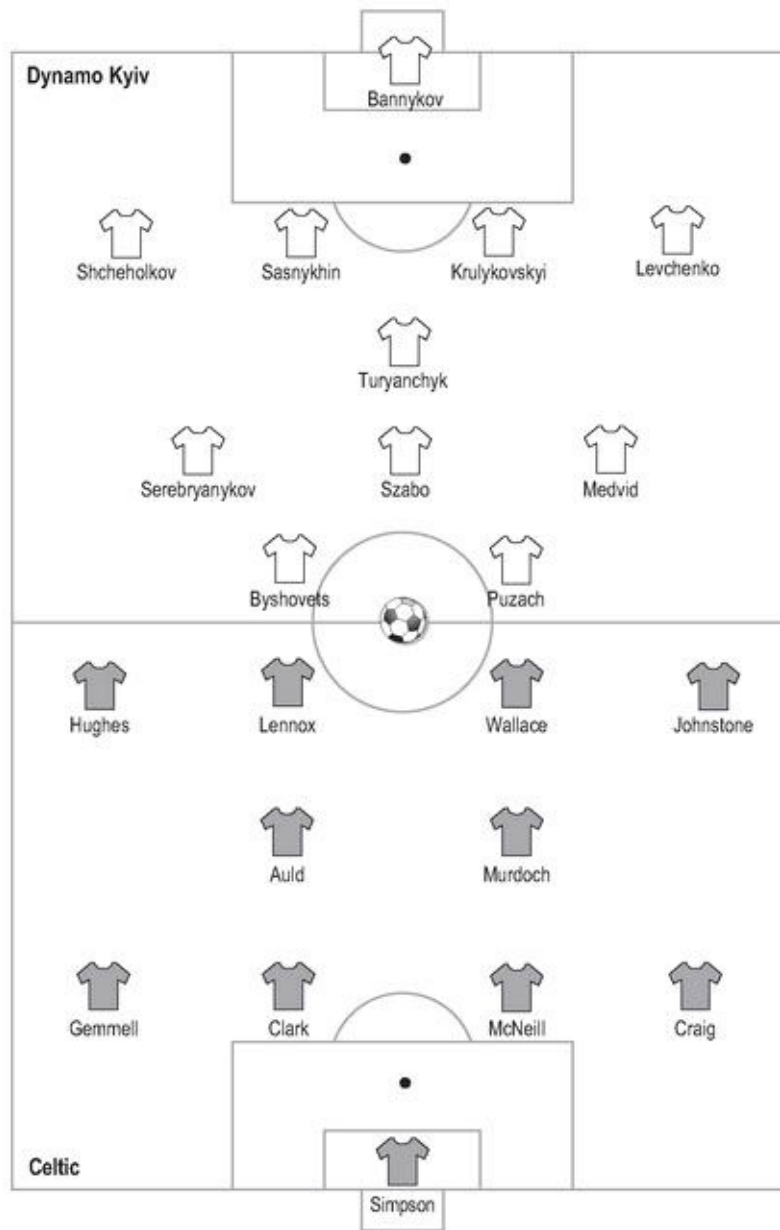 Dynamo Kyiv
Bannykov
Shcheholkov Sasnykhin Krulykovskyi Levchenko
Turyanchyk
Serebryanykov Szabo Medvid
Byshovets Puzach
Hughes Lennox Wallace Johnstone
Auld Murdoch
Gemmell Clark McNeill Craig
Celtic
Simpson